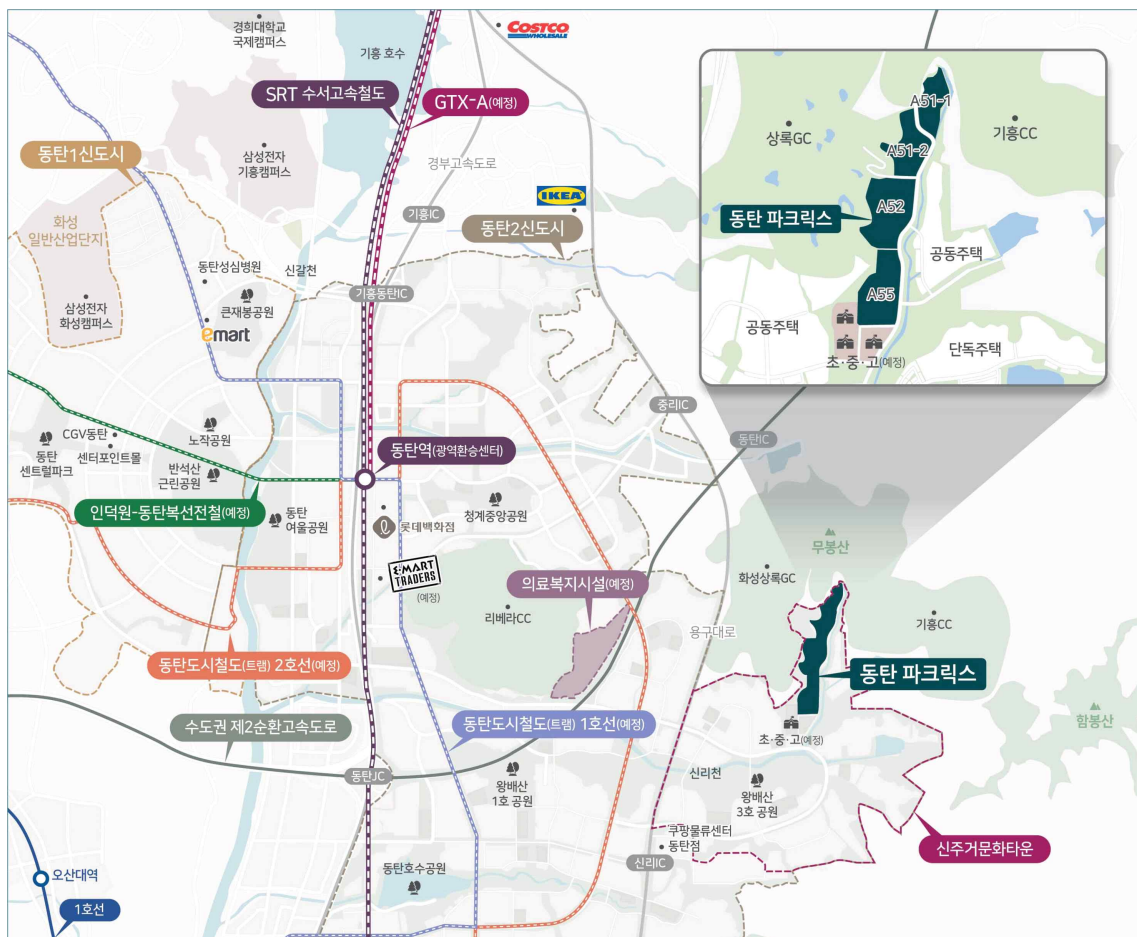 경희대학교
국제캠퍼스
기흥 호수
COSTCO
WHOLESALE
SRT 수서고속철도
GTX-A(예정)
상록GC
A51-1
기흥CC
A51-2
동탄 파크릭스
A52
공동주택
A55
공동주택
단독주택
초·중·고(예정)
동탄1신도시
삼성전자
기흥캠퍼스
경부고속도로
IKEA
기흥IC
동탄2신도시
화성
일반산업단지
동탄성심병원
신갈천
기흥동탄IC
큰재봉공원
삼성전자
화성캠퍼스
emart
중리IC
동탄IC
CGV동탄
노작공원
동탄역(광역환승센터)
동탄
센트럴파크
센터포인트몰
반석산
근린공원
인덕원-동탄복선전철(예정)
동탄
여울공원
롯데백화점
청계중앙공원
무봉산
E·MART
TRADERS
(예정)
의료복지시설(예정)
화성상록GC
리베라CC
용구대로
기흥CC
동탄도시철도(트램) 2호선(예정)
동탄 파크릭스
수도권 제2순환고속도로
동탄도시철도(트램) 1호선(예정)
초·중·고(예정)
함봉산
동탄JC
왕배산
1호 공원
신리천
왕배산
3호 공원
쿠팡물류센터
동탄점
신주거문화타운
동탄호수공원
신리IC
오산대역
1호선